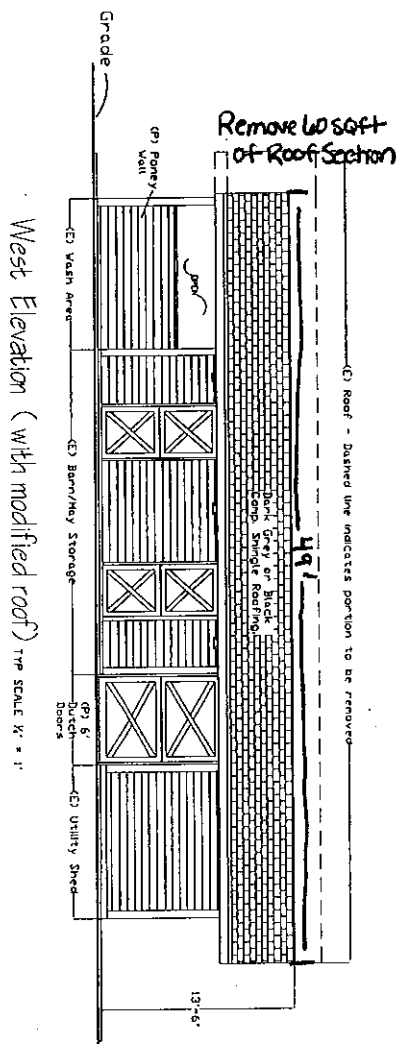 Remove 60 sqft
of Roof Section
Grade
(E) Roof - Dashed line indicates portion to be removed
49'
Dark Grey or Black
Comp. Shingle Roofing.
OPEN
(P) Poney
Wall
13'-6"
(E) Wash Area
(E) Barn/Hay Storage
(P) 6'
Dutch
Doors
(E) Utility Shed
West Elevation (with modified roof) TYP SCALE = 1'